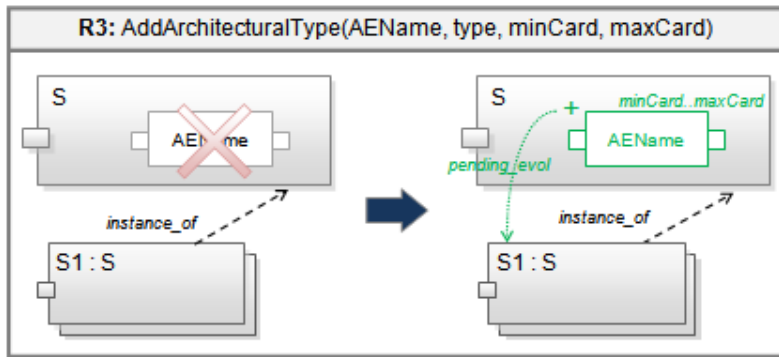 R3: AddArchitecturalType(AEName, type, minCard, maxCard)
S
AEName
instance_of
S1 : S
S
minCard..maxCard
+
AEName
pending_evol
instance_of
S1 : S